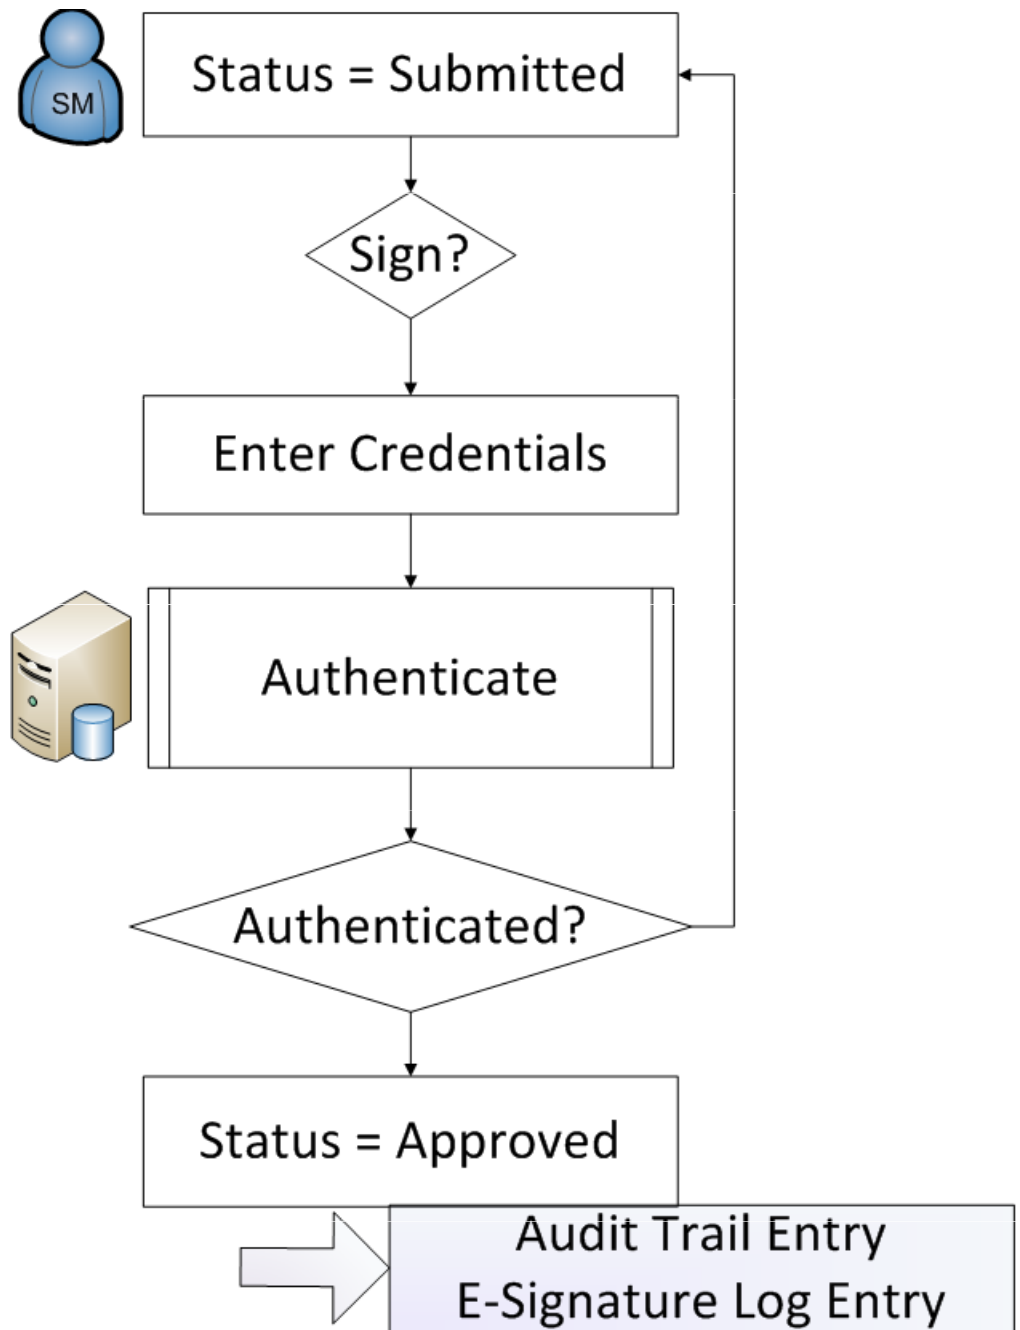 SM
Status = Submitted
Sign?
Enter Credentials
Authenticate
Authenticated?
Status = Approved
Audit Trail Entry
E-Signature Log Entry